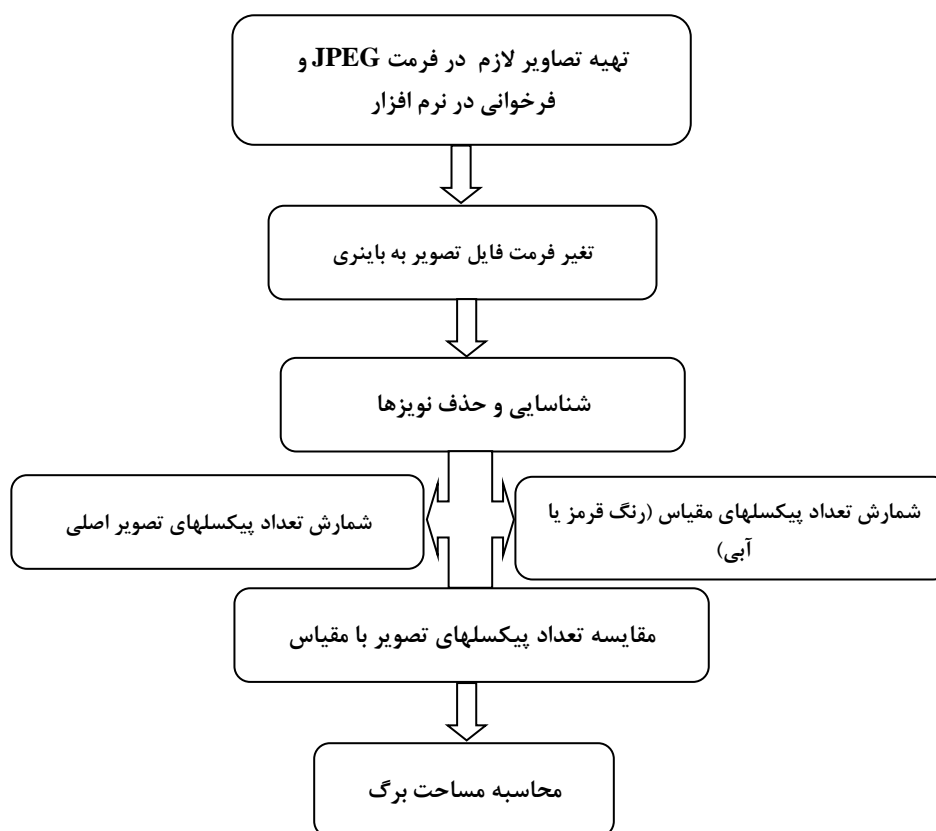 تهیه تصاویر لازم در فرمت JPEG و
فرخوانی در نرم افزار
تغیر فرمت فایل تصویر به باینری
شناسایی و حذف نویزها
شمارش تعداد پیکسلهای مقیاس (رنگ قرمز یا
آبی)
شمارش تعداد پیکسلهای تصویر اصلی
مقایسه تعداد پیکسلهای تصویر با مقیاس
محاسبه مساحت برگ